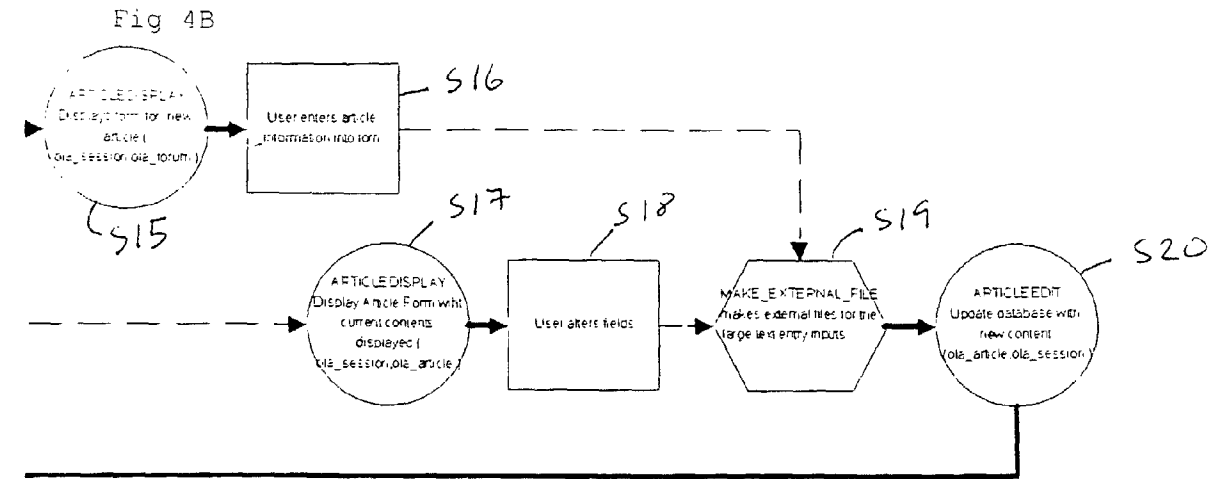 Fig 4B
ARTICLEDISPLAY
Displays form for new
article (
ola_session,ola_forum )
S15
User enters article
information into form
S16
S17
ARTICLEDISPLAY
Display Article Form wiht
current contents
displayed (
ola_session,ola_article )
S18
User alters fields
S19
MAKE_EXTERNAL_FILE
makes external files for the
large text entry inputs
S20
ARTICLEEDIT
Update database with
new content
(ola_article,ola_session )